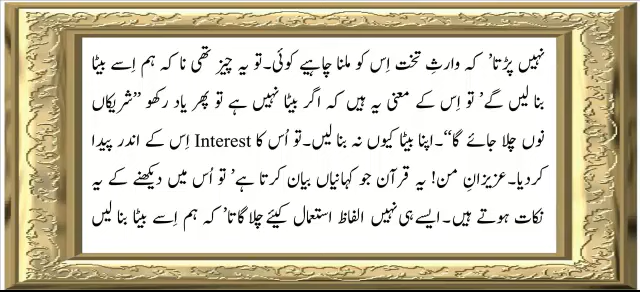 نہیں پڑتا' کہ وارثِ تخت اِس کو ملنا چاہیے کوئی۔تو یہ چیز تھی نا کہ ہم اِسے بیٹا
بنا لیں گے' تو اِس کے معنی یہ ہیں کہ اگر بیٹا نہیں ہے تو پھر یاد رکھو ”شریکاں
نوں چلا جائے گا“۔اپنا بیٹا کیوں نہ بنا لیں۔تو اُس کا Interest اِس کے اندر پیدا
کردیا۔عزیزانِ من! یہ قرآن جو کہانیاں بیان کرتا ہے' تو اُس میں دیکھنے کے یہ
نکات ہوتے ہیں۔ایسے ہی نہیں الفاظ استعمال کیئے چلا گاتا' کہ ہم اِسے بیٹا بنا لیں